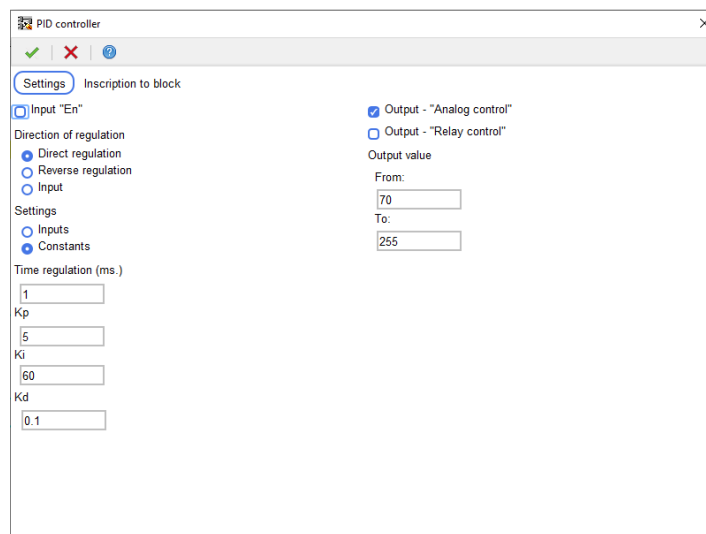 PID controller
Settings
Inscription to block
Input "En"
Direction of regulation
Direct regulation
Reverse regulation
Input
Settings
Inputs
Constants
Time regulation (ms.)
1
Kp
5
Ki
60
Kd
0.1
Output - "Analog control"
Output - "Relay control"
Output value
From:
70
To:
255